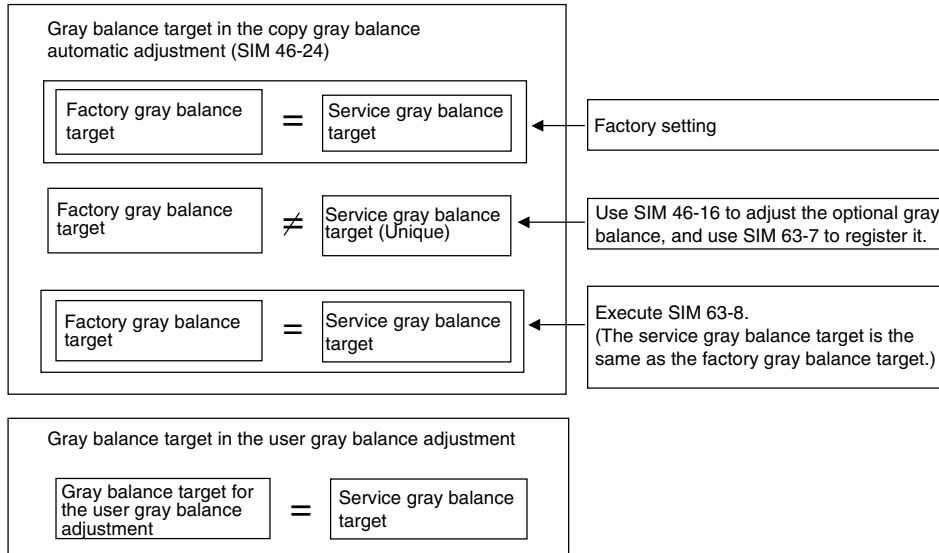 Gray balance target in the copy gray balance
automatic adjustment (SIM 46-24)
Factory gray balance
target
=
Service gray balance
target
Factory setting
Factory gray balance
target
≠
Service gray balance
target (Unique)
Use SIM 46-16 to adjust the optional gray
balance, and use SIM 63-7 to register it.
Factory gray balance
target
=
Service gray balance
target
Execute SIM 63-8.
(The service gray balance target is the
same as the factory gray balance target.)
Gray balance target in the user gray balance adjustment
Gray balance target for
the user gray balance
adjustment
=
Service gray balance
target